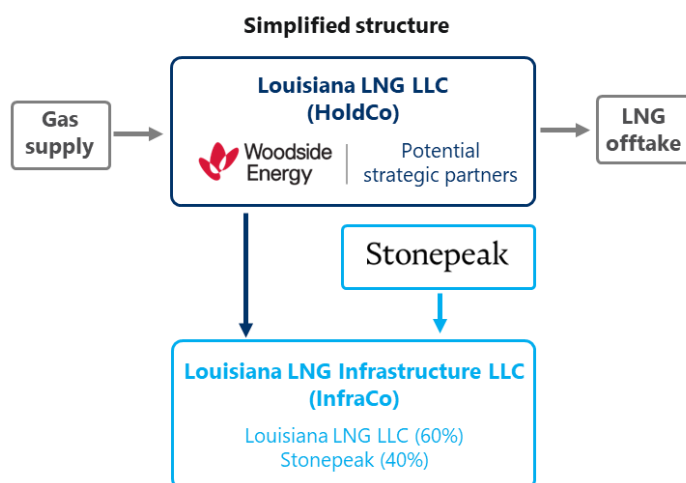 Simplified structure
Louisiana LNG LLC
(HoldCo)
Gas
supply
LNG
offtake
Woodside
Energy
Potential
strategic partners
Stonepeak
Louisiana LNG Infrastructure LLC
(InfraCo)
Louisiana LNG LLC (60%)
Stonepeak (40%)